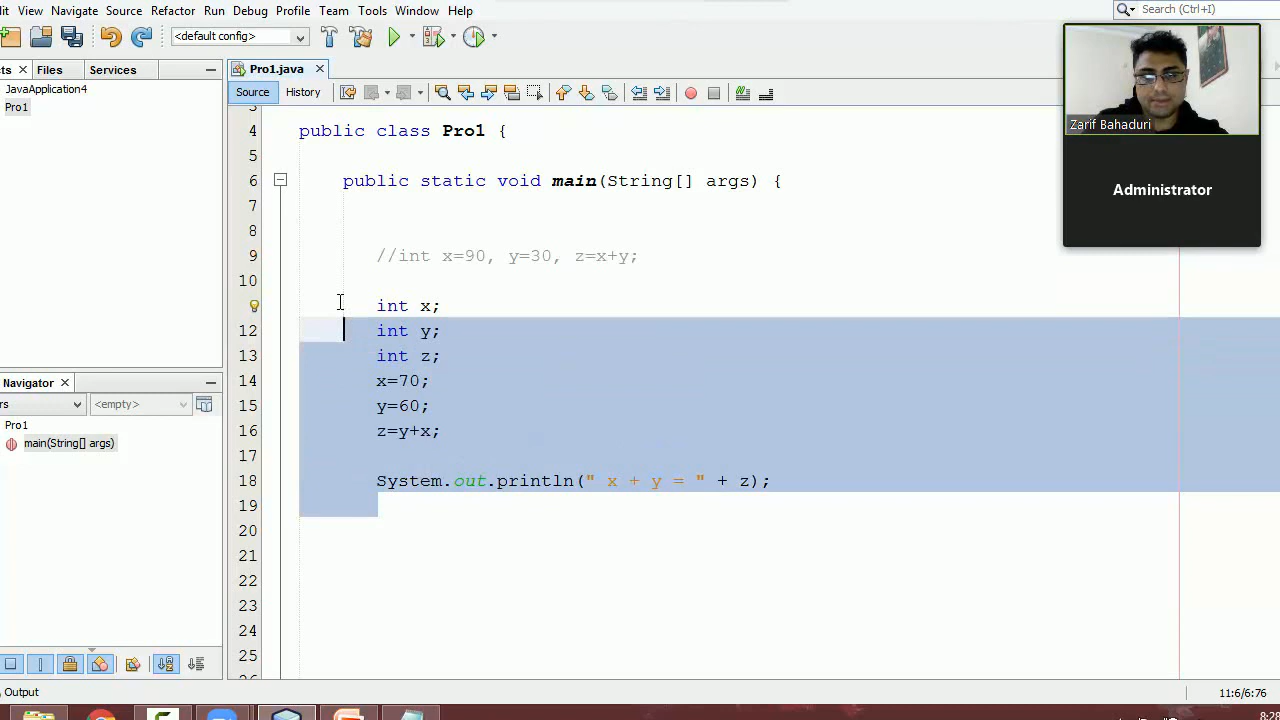 it View Navigate Source Refactor Run Debug Profile Team Tools Window Help
Search (Ctrl+I)
<default config>
cts Files Services
Pro1.java
JavaApplication4
Pro1
Source History
Zarif Bahaduri
Administrator
4 public class Pro1 {
5
6 public static void main(String[] args) {
7
8
9 //int x=90, y=30, z=x+y;
10
int x;
12 int y;
13 int z;
14 x=70;
15 y=60;
16 z=y+x;
17
18 System.out.println(" x + y = " + z);
19
20
21
22
23
24
25
Navigator
rs <empty>
Pro1
main(String[] args)
Output
11:6/6:76
8:28